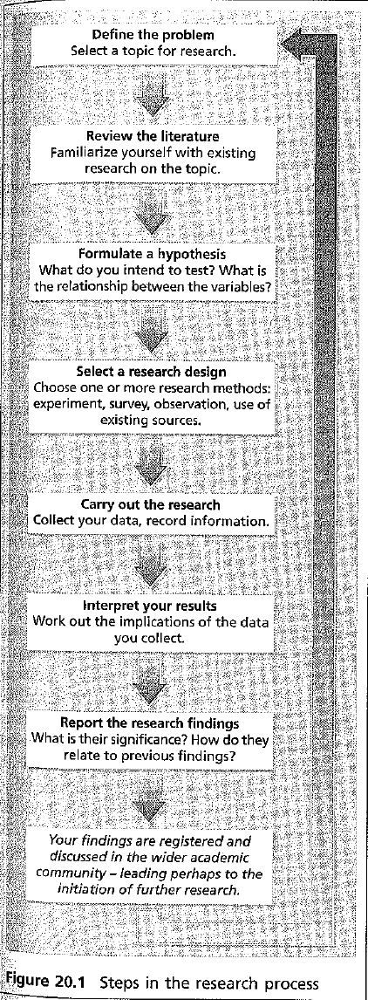 Define the problem
Select a topic for research.
Review the literature
Familiarize yourself with existing
research on the topic.
Formulate a hypothesis
What do you intend to test? What is
the relationship between the variables?
Select a research design
Choose one or more research methods:
experiment, survey, observation, use of
existing sources.
Carry out the research
Collect your data, record information.
Interpret your results
Work out the implications of the data
you collect.
Report the research findings
What is their significance? How do they
relate to previous findings?
Your findings are registered and
discussed in the wider academic
community – leading perhaps to the
initiation of further research.
Figure 20.1 Steps in the research process